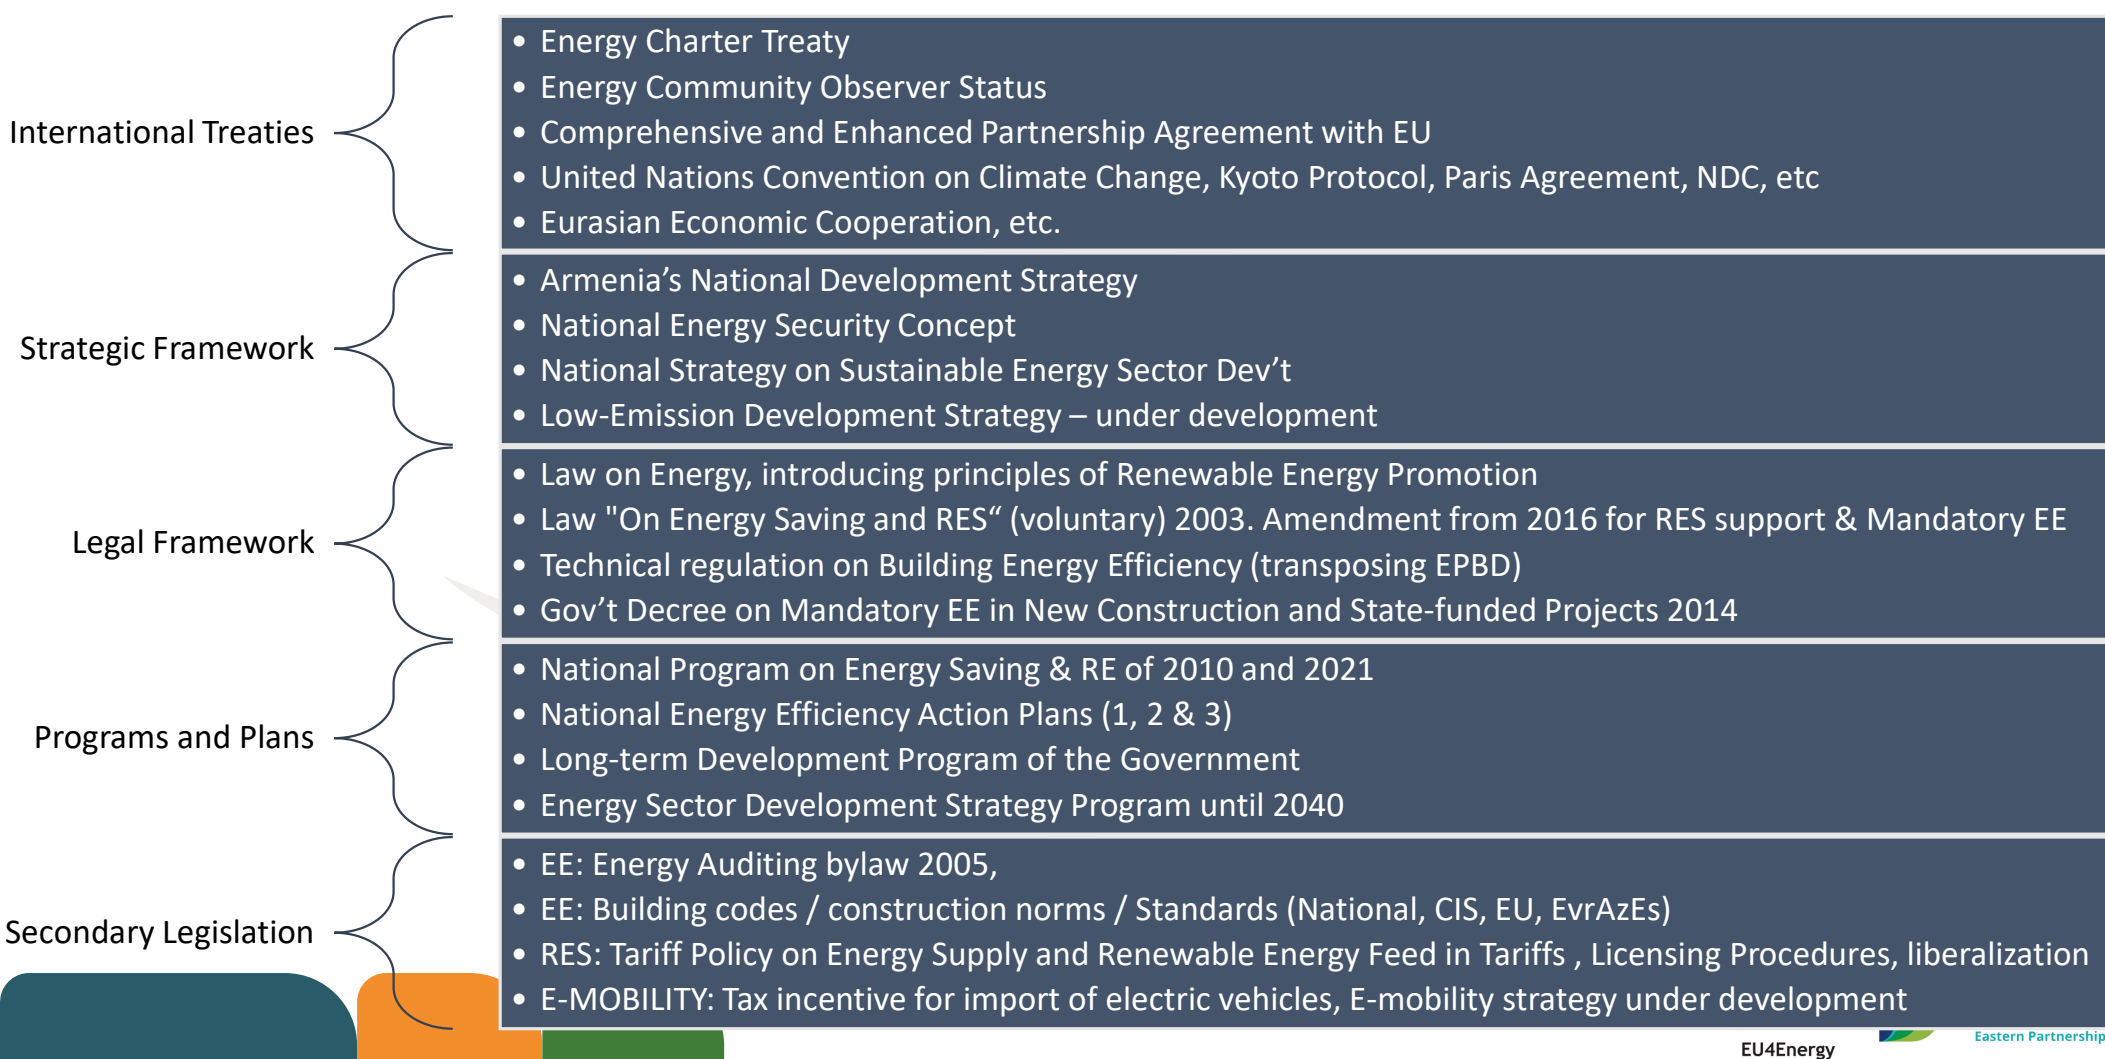 International Treaties
• Energy Charter Treaty
• Energy Community Observer Status
• Comprehensive and Enhanced Partnership Agreement with EU
• United Nations Convention on Climate Change, Kyoto Protocol, Paris Agreement, NDC, etc
• Eurasian Economic Cooperation, etc.
Strategic Framework
• Armenia’s National Development Strategy
• National Energy Security Concept
• National Strategy on Sustainable Energy Sector Dev’t
• Low-Emission Development Strategy – under development
Legal Framework
• Law on Energy, introducing principles of Renewable Energy Promotion
• Law "On Energy Saving and RES“ (voluntary) 2003. Amendment from 2016 for RES support & Mandatory EE
• Technical regulation on Building Energy Efficiency (transposing EPBD)
• Gov’t Decree on Mandatory EE in New Construction and State-funded Projects 2014
Programs and Plans
• National Program on Energy Saving & RE of 2010 and 2021
• National Energy Efficiency Action Plans (1, 2 & 3)
• Long-term Development Program of the Government
• Energy Sector Development Strategy Program until 2040
Secondary Legislation
• EE: Energy Auditing bylaw 2005,
• EE: Building codes / construction norms / Standards (National, CIS, EU, EvrAzEs)
• RES: Tariff Policy on Energy Supply and Renewable Energy Feed in Tariffs , Licensing Procedures, liberalization
• E-MOBILITY: Tax incentive for import of electric vehicles, E-mobility strategy under development
EU4Energy
Eastern Partnership